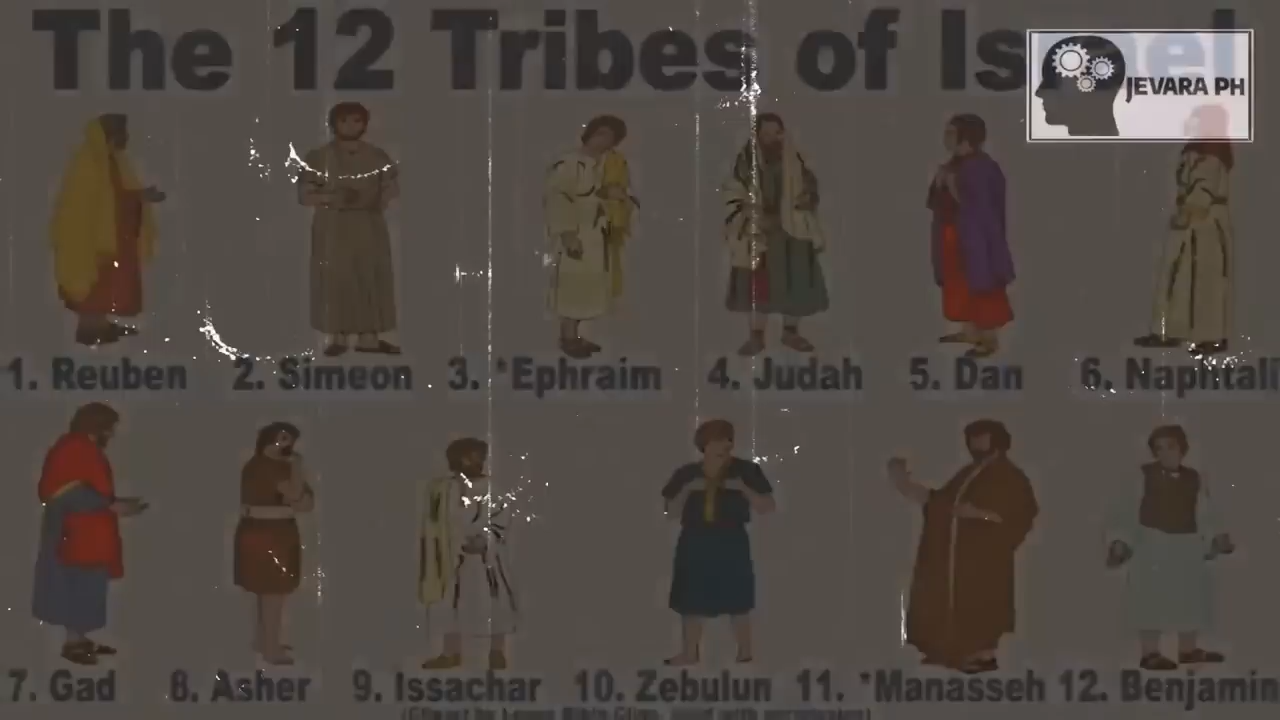 The 12 Tribes of Israel
JEVARA PH
1. Reuben 2. Simeon 3. *Ephraim 4. Judah 5. Dan 6. Naphtali
7. Gad 8. Asher 9. Issachar 10. Zebulun 11. *Manasseh 12. Benjamin